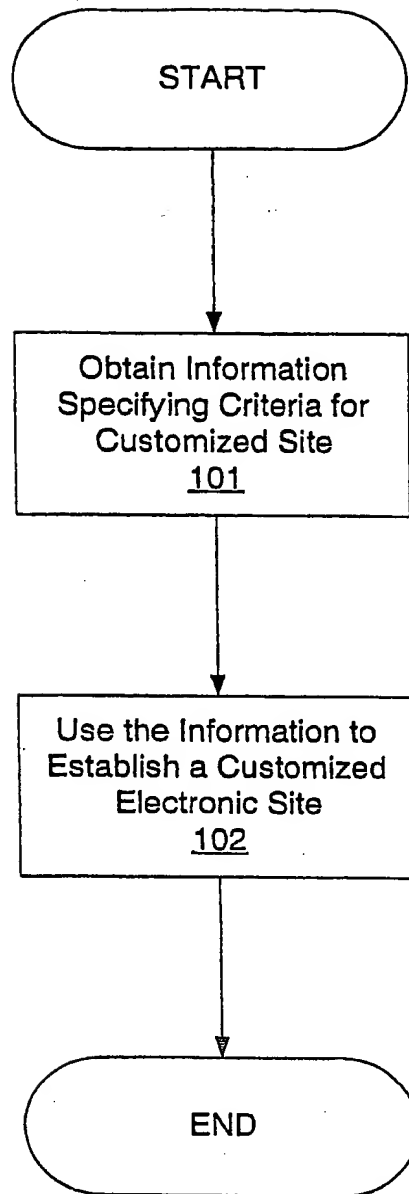 START
Obtain Information
Specifying Criteria for
Customized Site
101
Use the Information to
Establish a Customized
Electronic Site
102
END